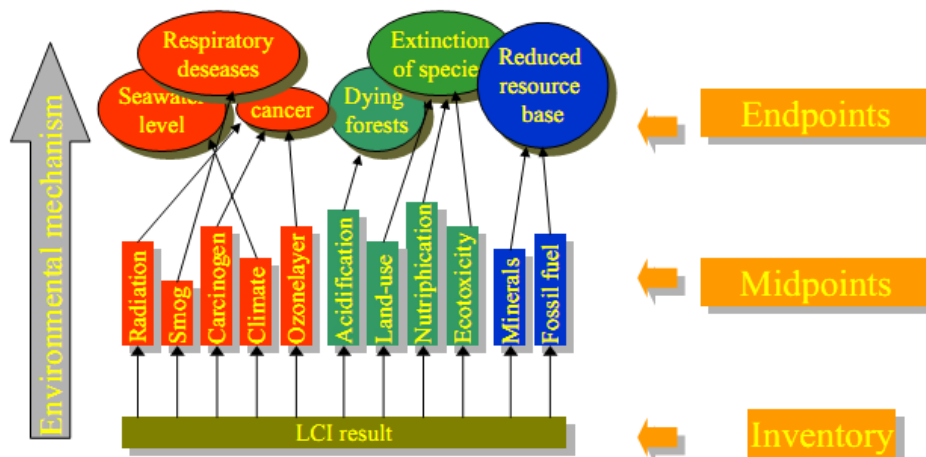 Environmental mechanism
Respiratory
deseases
Seawater
level
cancer
Dying
forests
Extinction
of species
Reduced
resource
base
Endpoints
Radiation
Smog
Carcinogen
Climate
Ozonelayer
Acidification
Land-use
Nutriphication
Ecotoxicity
Minerals
Fossil fuel
Midpoints
LCI result
Inventory